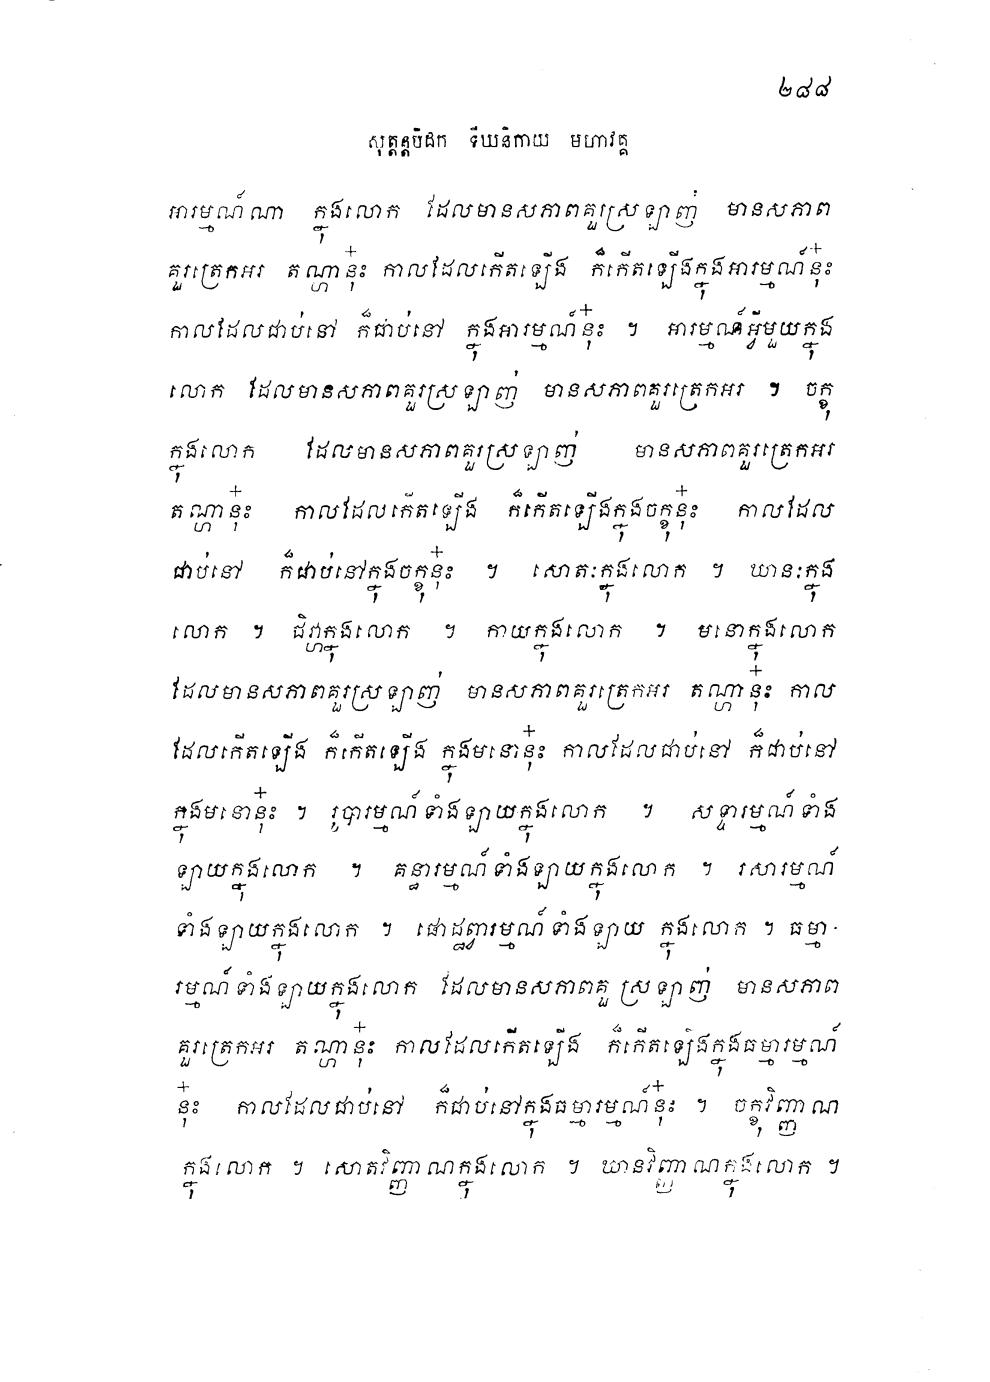 ២៨៨
សុត្តន្តបិដក ទីឃនិកាយ មហាវគ្គ
អារម្មណ៍ណា ក្នុងលោក ដែលមានសភាពគួរស្រឡាញ់ មានសភាព
គួរត្រេកអរ តណ្ហានុ៎ះ កាលដែលកើតឡើង ក៏កើតឡើងក្នុងអារម្មណ៍នុ៎ះ
កាលដែលជាប់នៅ ក៏ជាប់នៅ ក្នុងអារម្មណ៍នុ៎ះ ។ អារម្មណ៍អ្វីមួយក្នុង
លោក ដែលមានសភាពគួរស្រឡាញ់ មានសភាពគួរត្រេកអរ ។ ចក្ខុ
ក្នុងលោក ដែលមានសភាពគួរស្រឡាញ់ មានសភាពគួរត្រេកអរ
តណ្ហានុ៎ះ កាលដែលកើតឡើង ក៏កើតឡើងក្នុងចក្ខុនុ៎ះ កាលដែល
ជាប់នៅ ក៏ជាប់នៅក្នុងចក្ខុនុ៎ះ ។ សោតៈក្នុងលោក ។ ឃានៈក្នុង
លោក ។ ជិវ្ហាក្នុងលោក ។ កាយក្នុងលោក ។ មនោក្នុងលោក
ដែលមានសភាពគួរស្រឡាញ់ មានសភាពគួរត្រេកអរ តណ្ហានុ៎ះ កាល
ដែលកើតឡើង ក៏កើតឡើង ក្នុងមនោនុ៎ះ កាលដែលជាប់នៅ ក៏ជាប់នៅ
ក្នុងមនោនុ៎ះ ។ រូបារម្មណ៍ទាំងឡាយក្នុងលោក ។ សទ្ទារម្មណ៍ទាំង
ឡាយក្នុងលោក ។ គន្ធារម្មណ៍ទាំងឡាយក្នុងលោក ។ រសារម្មណ៍
ទាំងឡាយក្នុងលោក ។ ផោដ្ឋព្វារម្មណ៍ទាំងឡាយ ក្នុងលោក ។ ធម្មា-
រម្មណ៍ទាំងឡាយក្នុងលោក ដែលមានសភាពគួ ស្រឡាញ់ មានសភាព
គួរត្រេកអរ តណ្ហានុ៎ះ កាលដែលកើតឡើង ក៏កើតឡើងក្នុងធម្មារម្មណ៍
នុ៎ះ កាលដែលជាប់នៅ ក៏ជាប់នៅក្នុងធម្មារម្មណ៍នុ៎ះ ។ ចក្ខុវិញ្ញាណ
ក្នុងលោក ។ សោតវិញ្ញាណក្នុងលោក ។ ឃានវិញ្ញាណក្នុងលោក ។